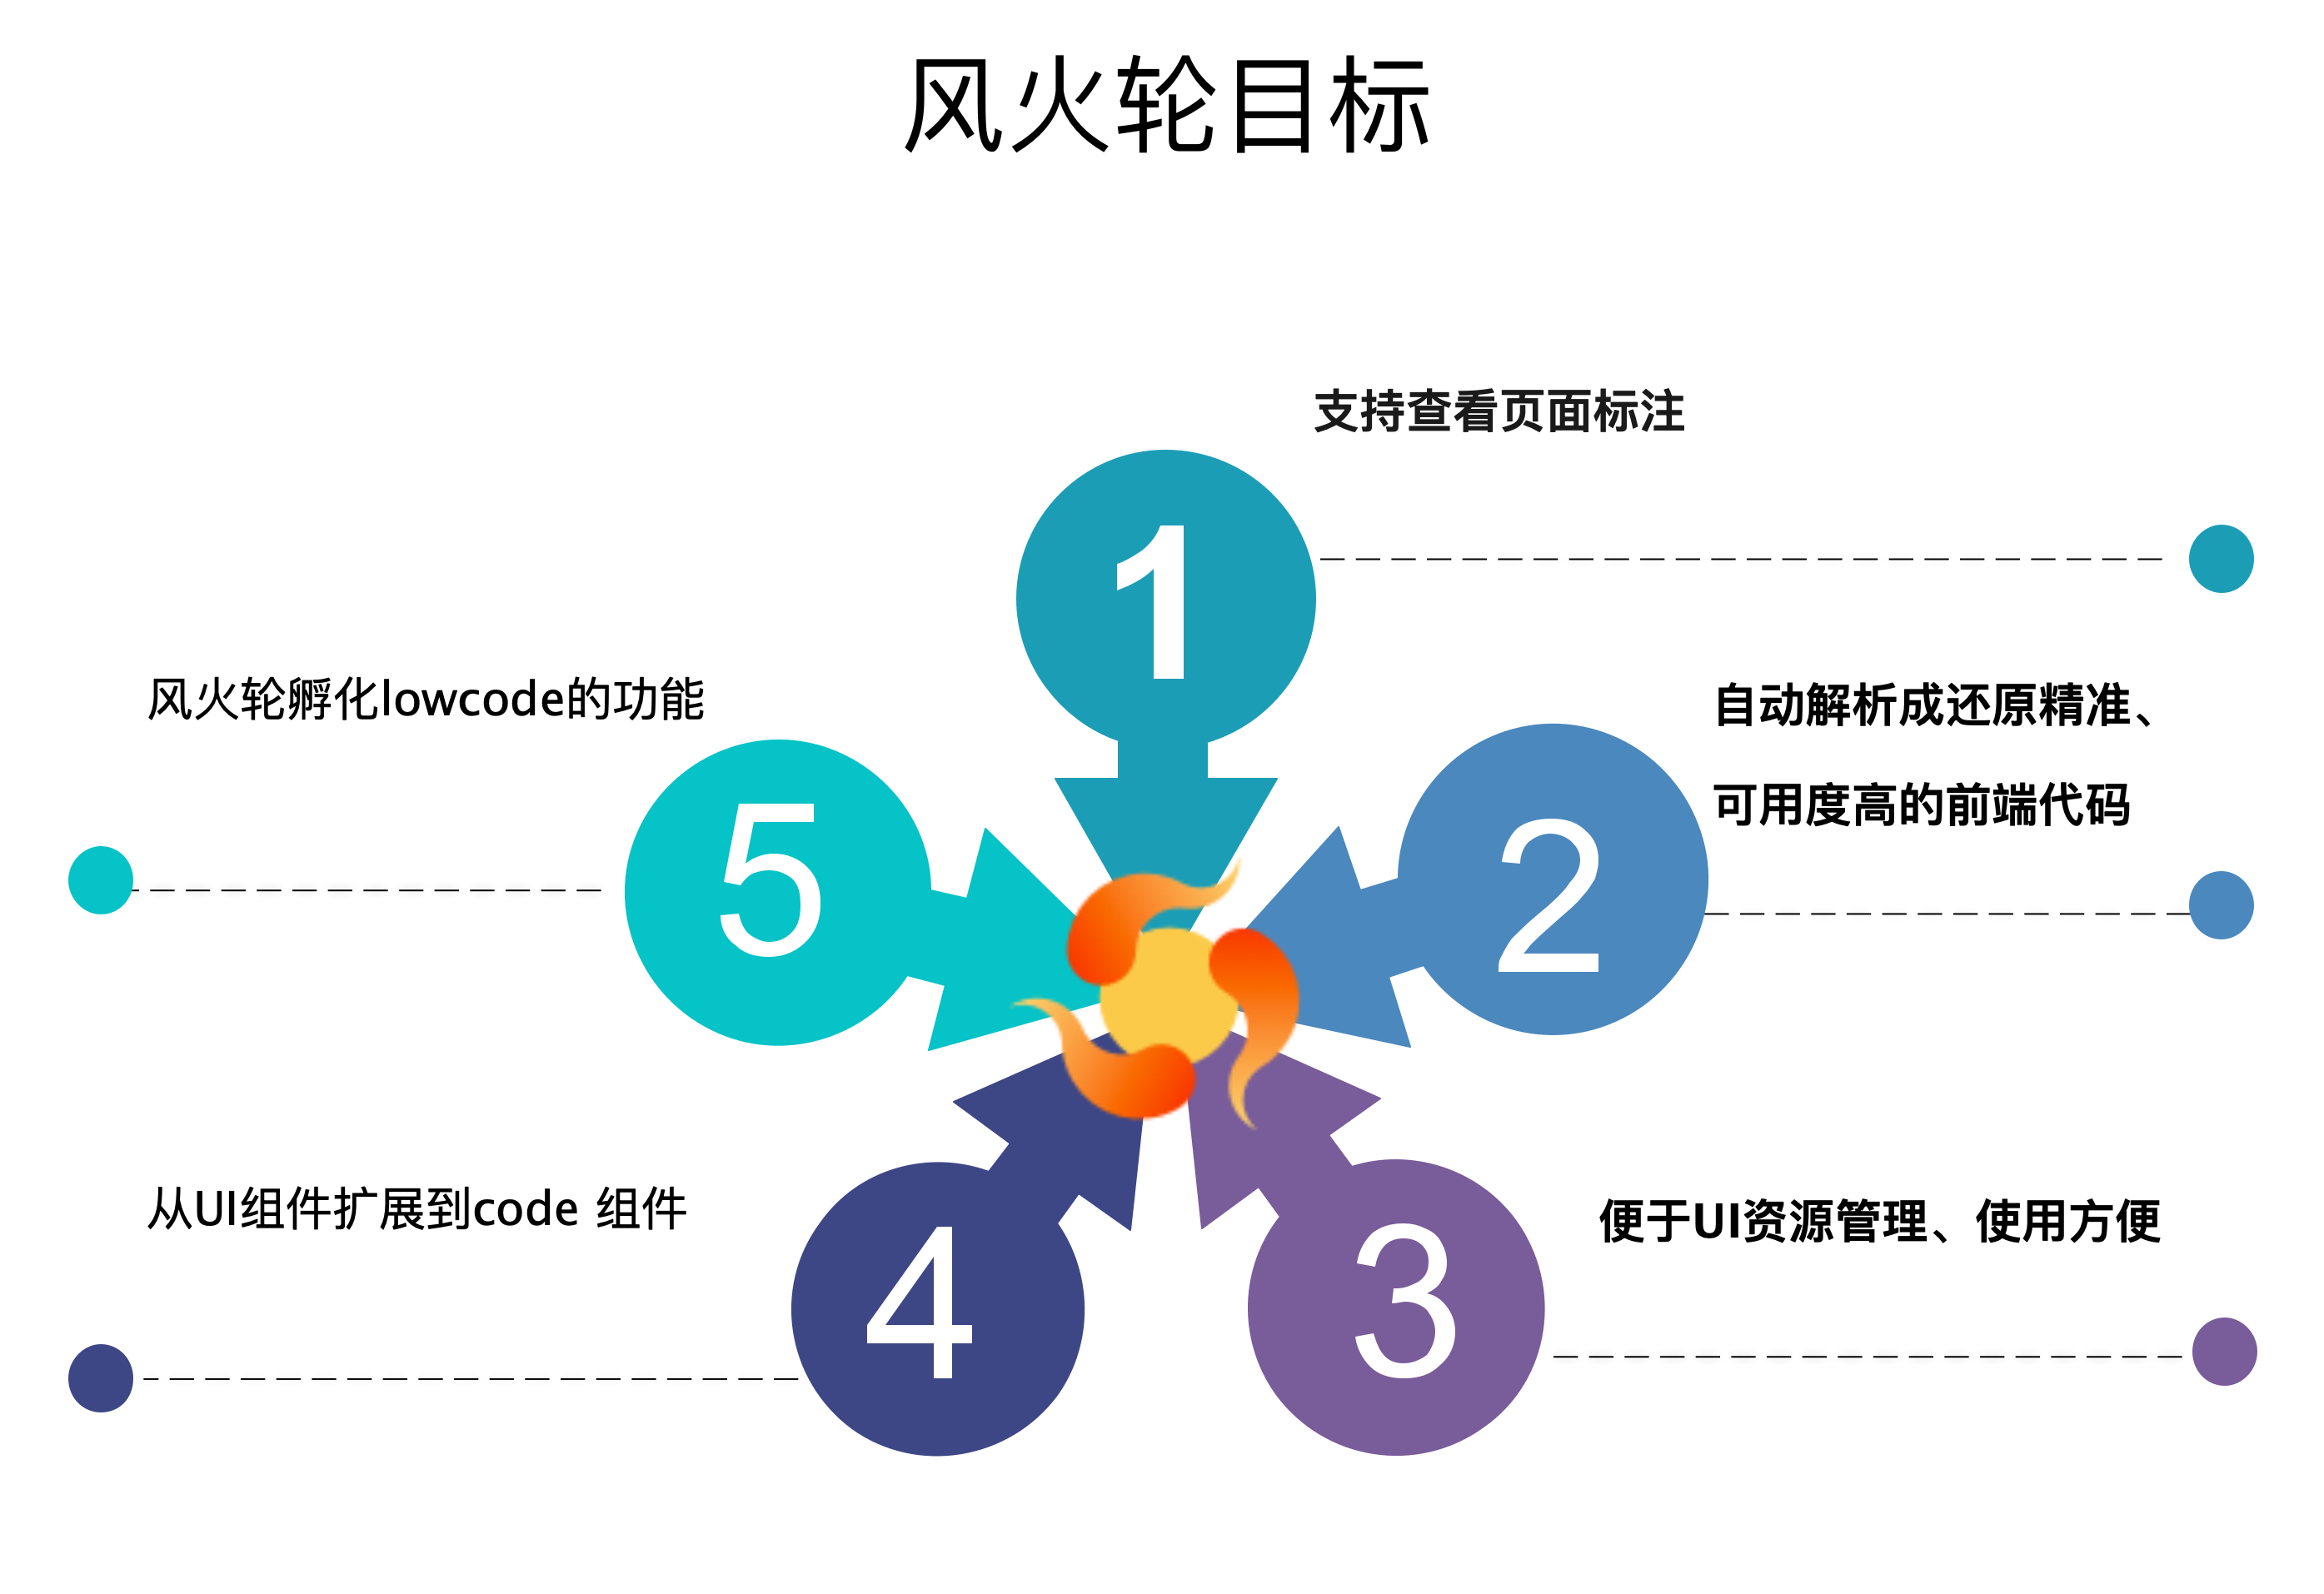 风火轮目标
支持查看页面标注
1
自动解析成还原精准、
可用度高的前端代码
2
便于UI资源管理、使用方便
3
从UI组件扩展到code 组件
4
风火轮孵化lowcode的功能
5